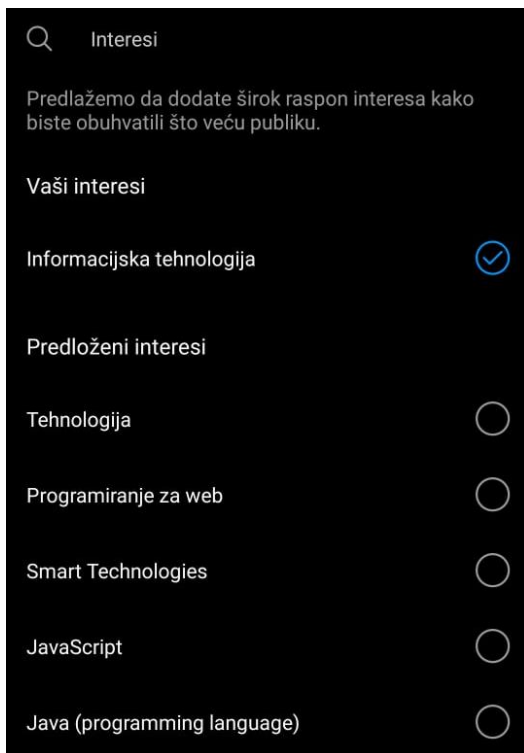 Interesi
Predlažemo da dodate širok raspon interesa kako
biste obuhvatili što veću publiku.
Vaši interesi
Informacijska tehnologija
Predloženi interesi
Tehnologija
Programiranje za web
Smart Technologies
JavaScript
Java (programming language)